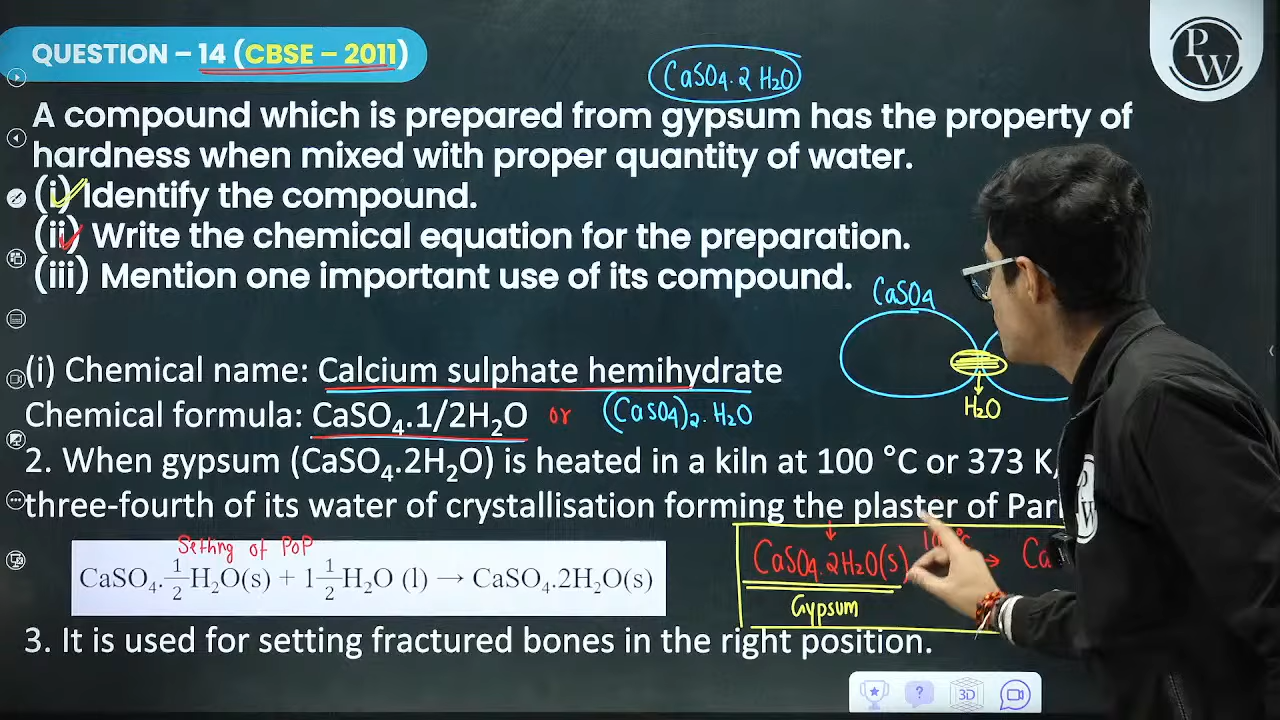 QUESTION – 14 (CBSE – 2011)
CaSO4.2H2O
PW
A compound which is prepared from gypsum has the property of
hardness when mixed with proper quantity of water.
(i) Identify the compound.
(ii) Write the chemical equation for the preparation.
(iii) Mention one important use of its compound.
CaSO4
H2O
(i) Chemical name: Calcium sulphate hemihydrate
Chemical formula: CaSO₄.1/2H₂O or (CaSO4)2.H2O
2. When gypsum (CaSO₄.2H₂O) is heated in a kiln at 100 °C or 373 K,
three-fourth of its water of crystallisation forming the plaster of
Setting of PoP
CaSO₄.1/2H₂O(s) + 1 1/2H₂O (l) → CaSO₄.2H₂O(s)
CaSO4.2H2O(s) → Ca
Gypsum
3. It is used for setting fractured bones in the right position.
3D